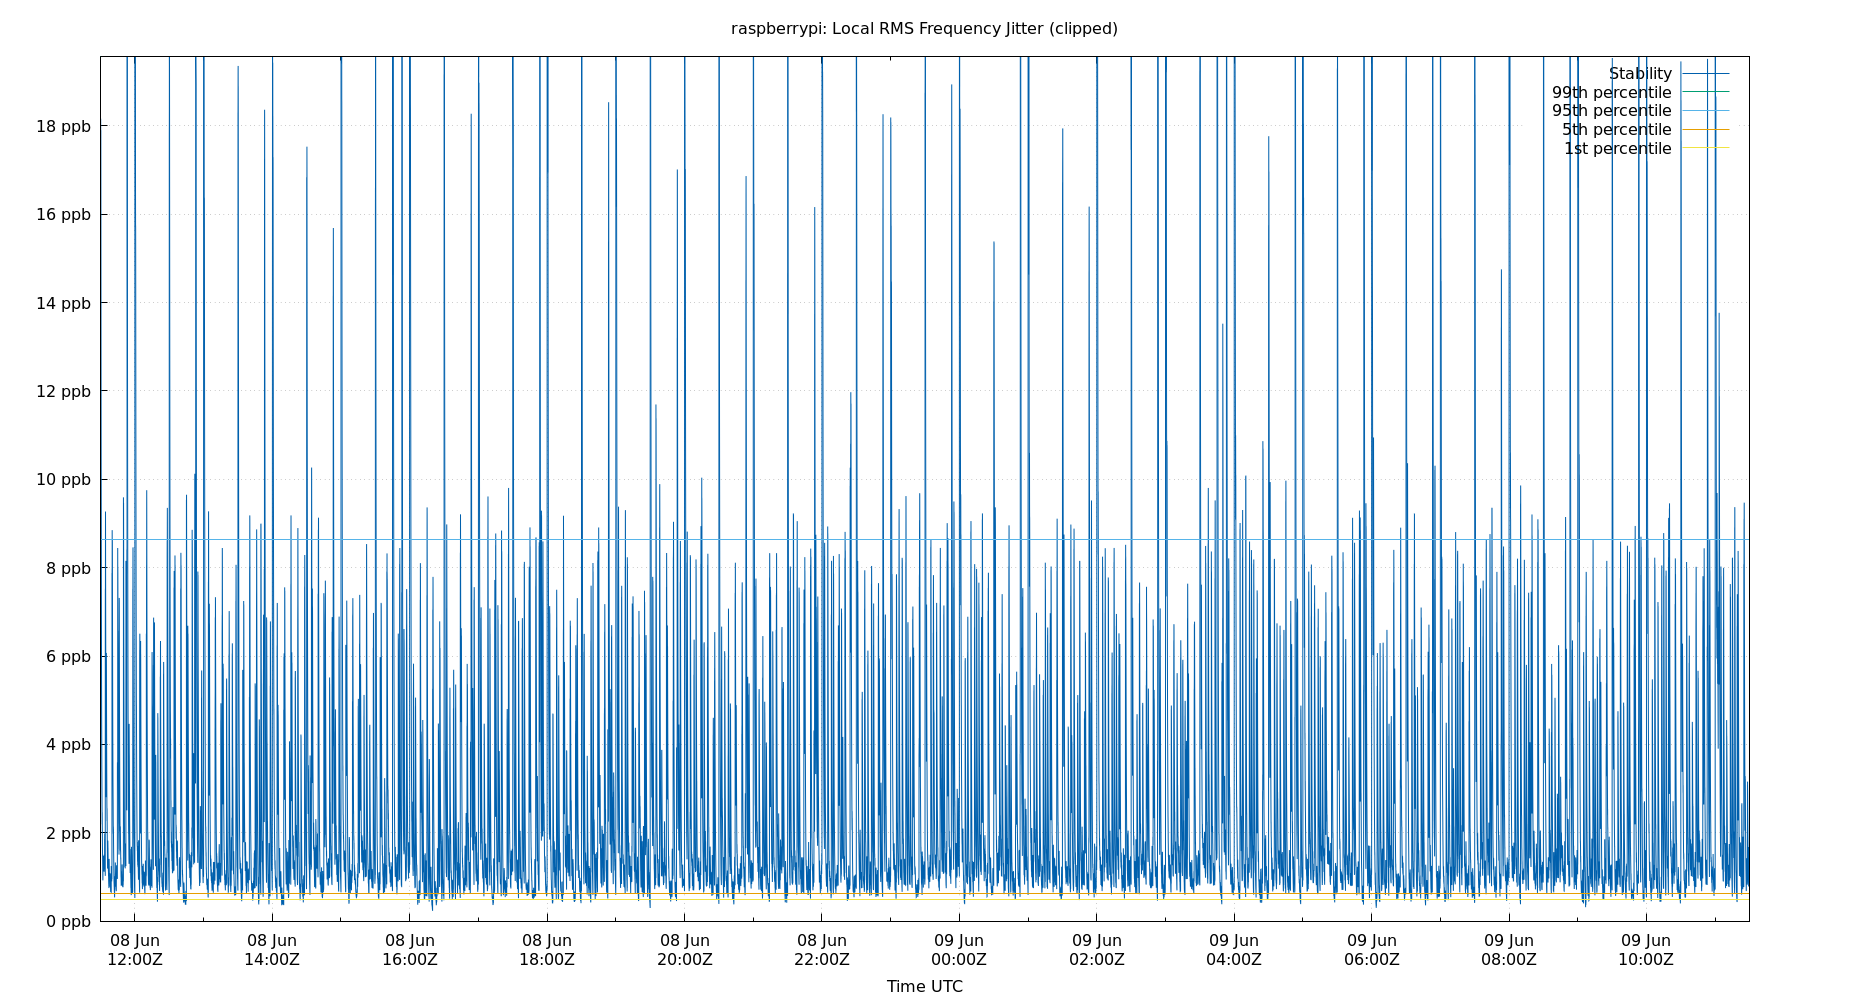 raspberrypi: Local RMS Frequency Jitter (clipped)
Stability
99th percentile
95th percentile
5th percentile
1st percentile
18 ppb
16 ppb
14 ppb
12 ppb
10 ppb
8 ppb
6 ppb
4 ppb
2 ppb
0 ppb
08 Jun 08 Jun 08 Jun 08 Jun 08 Jun 08 Jun 09 Jun 09 Jun 09 Jun 09 Jun 09 Jun 09 Jun
12:00Z 14:00Z 16:00Z 18:00Z 20:00Z 22:00Z 00:00Z 02:00Z 04:00Z 06:00Z 08:00Z 10:00Z
Time UTC